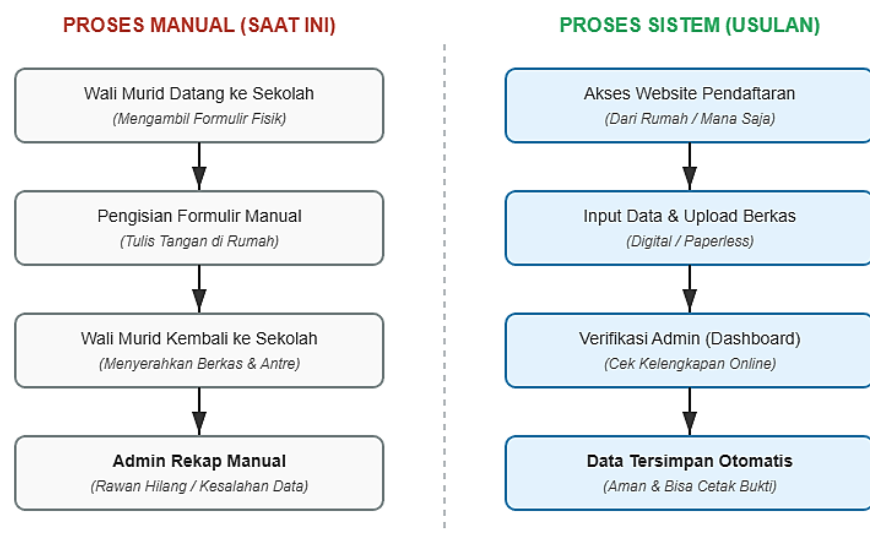 PROSES MANUAL (SAAT INI)
Wali Murid Datang ke Sekolah
(Mengambil Formulir Fisik)
Pengisian Formulir Manual
(Tulis Tangan di Rumah)
Wali Murid Kembali ke Sekolah
(Menyerahkan Berkas & Antre)
Admin Rekap Manual
(Rawan Hilang / Kesalahan Data)
PROSES SISTEM (USULAN)
Akses Website Pendaftaran
(Dari Rumah / Mana Saja)
Input Data & Upload Berkas
(Digital / Paperless)
Verifikasi Admin (Dashboard)
(Cek Kelengkapan Online)
Data Tersimpan Otomatis
(Aman & Bisa Cetak Bukti)